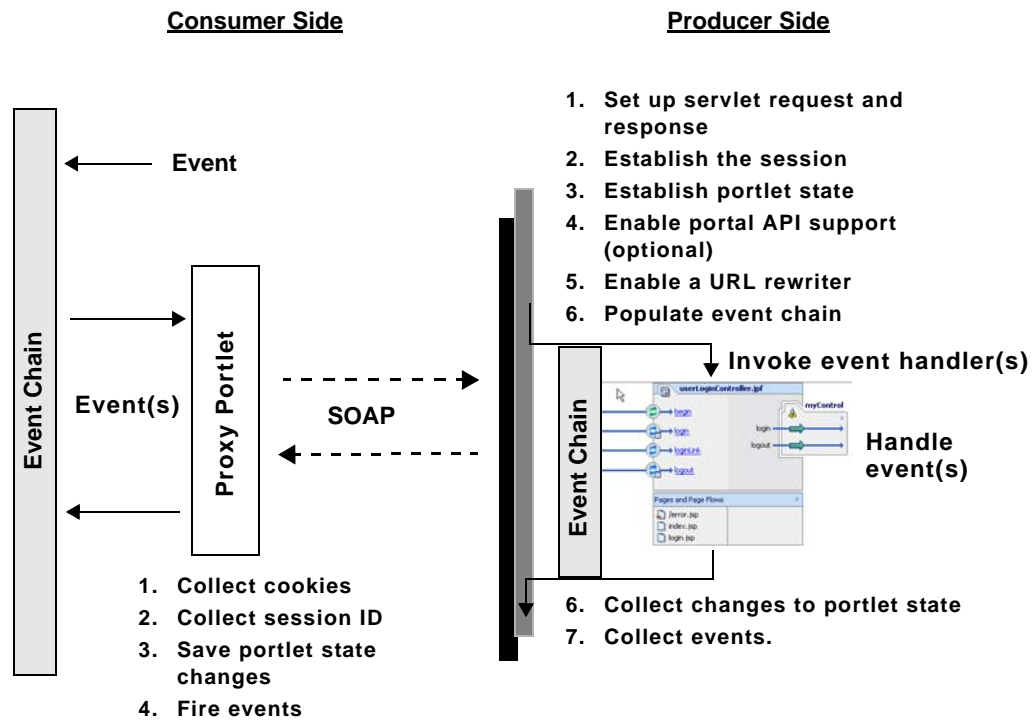 Consumer Side
Producer Side
1. Set up servlet request and
response
2. Establish the session
3. Establish portlet state
4. Enable portal API support
(optional)
5. Enable a URL rewriter
6. Populate event chain
Event
Event Chain
Event(s)
Proxy Portlet
SOAP
Invoke event handler(s)
Event Chain
userLoginController.jpf
begin
login
loginLink
logout
myControl
login
logout
Pages and Page Flows
/error.jsp
index.jsp
login.jsp
Handle
event(s)
1. Collect cookies
2. Collect session ID
3. Save portlet state
changes
4. Fire events
6. Collect changes to portlet state
7. Collect events.